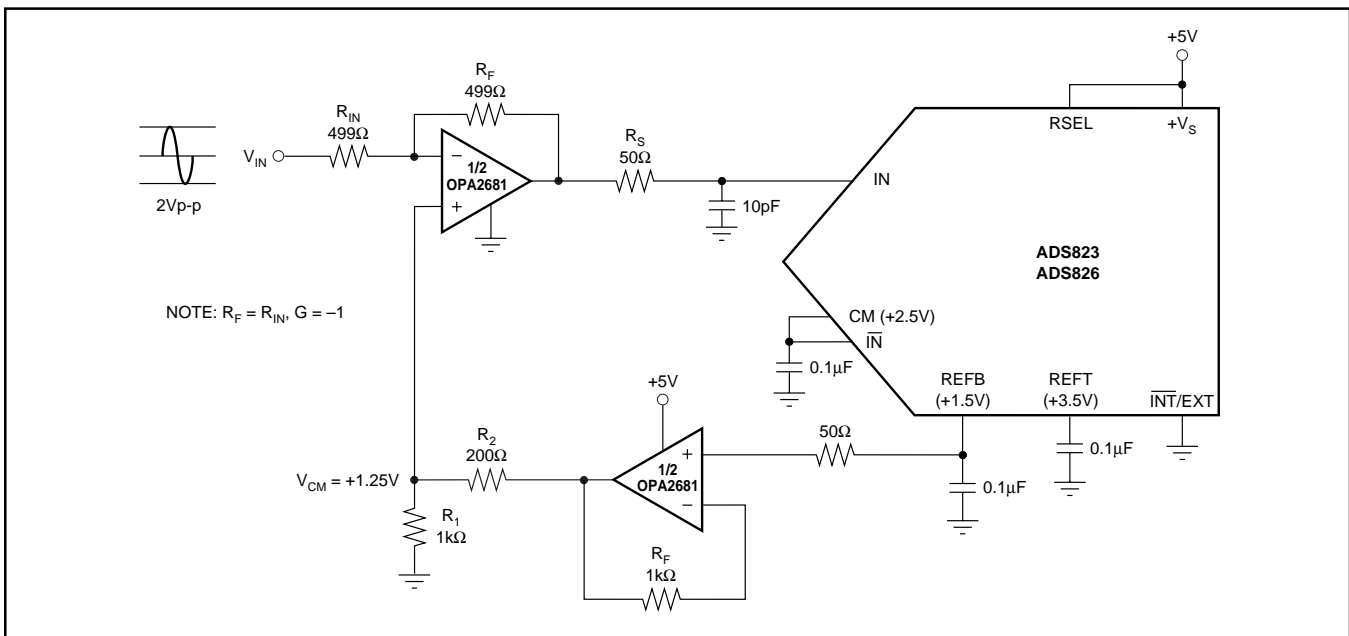 +5V
R_F
499Ω
R_IN
499Ω
RSEL
+V_S
R_S
50Ω
V_IN
–
1/2
OPA2681
+
IN
2Vp-p
10pF
ADS823
ADS826
NOTE: R_F = R_IN, G = –1
CM (+2.5V)
I̅N̅
0.1µF
+5V
REFB
(+1.5V)
REFT
(+3.5V)
I̅N̅T̅/EXT
R_2
200Ω
50Ω
+
1/2
OPA2681
–
0.1µF
V_CM = +1.25V
0.1µF
R_1
1kΩ
R_F
1kΩ